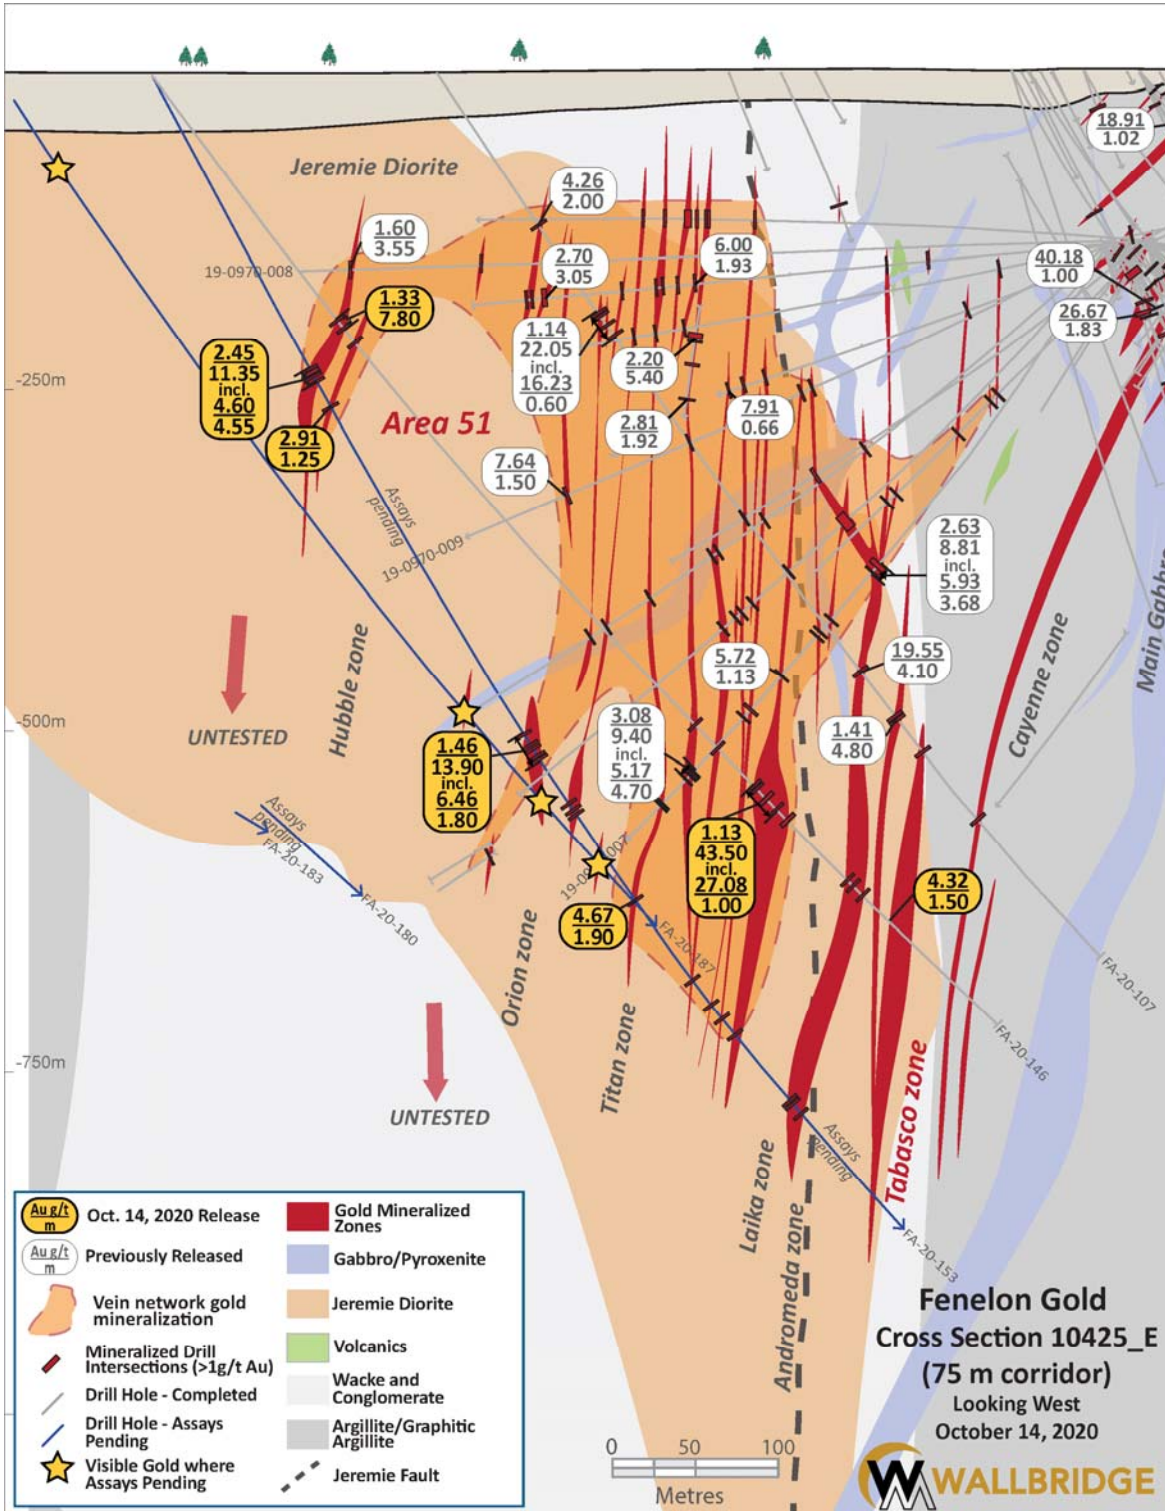 18.91
1.02
Jeremie Diorite
4.26
2.00
1.60
3.55
19-0970-008
2.70
3.05
6.00
1.93
40.18
1.00
26.67
1.83
1.33
7.80
1.14
22.05
incl.
16.23
0.60
2.20
5.40
2.45
11.35
incl.
4.60
4.55
-250m
Area 51
2.81
1.92
7.91
0.66
2.91
1.25
7.64
1.50
Assays
pending
19-0970-009
2.63
8.81
incl.
5.93
3.68
Hubble zone
Cayenne zone
Main Gabbro
5.72
1.13
19.55
4.10
-500m
UNTESTED
3.08
9.40
incl.
5.17
4.70
1.41
4.80
1.46
13.90
incl.
6.46
1.80
Assays
pending
FA-20-183
FA-20-180
1.13
43.50
incl.
27.08
1.00
4.32
1.50
4.67
1.90
FA-20-187
FA-20-107
Orion zone
Titan zone
FA-20-146
-750m
UNTESTED
Assays
pending
Tabasco zone
Laika zone
Andromeda zone
FA-20-153
Au g/t
m
Oct. 14, 2020 Release
Au g/t
m
Previously Released
Vein network gold
mineralization
Mineralized Drill
Intersections (>1g/t Au)
Drill Hole - Completed
Drill Hole - Assays
Pending
Visible Gold where
Assays Pending
Gold Mineralized
Zones
Gabbro/Pyroxenite
Jeremie Diorite
Volcanics
Wacke and
Conglomerate
Argillite/Graphitic
Argillite
Jeremie Fault
Fenelon Gold
Cross Section 10425_E
(75 m corridor)
Looking West
October 14, 2020
0 50 100
Metres
WALLBRIDGE